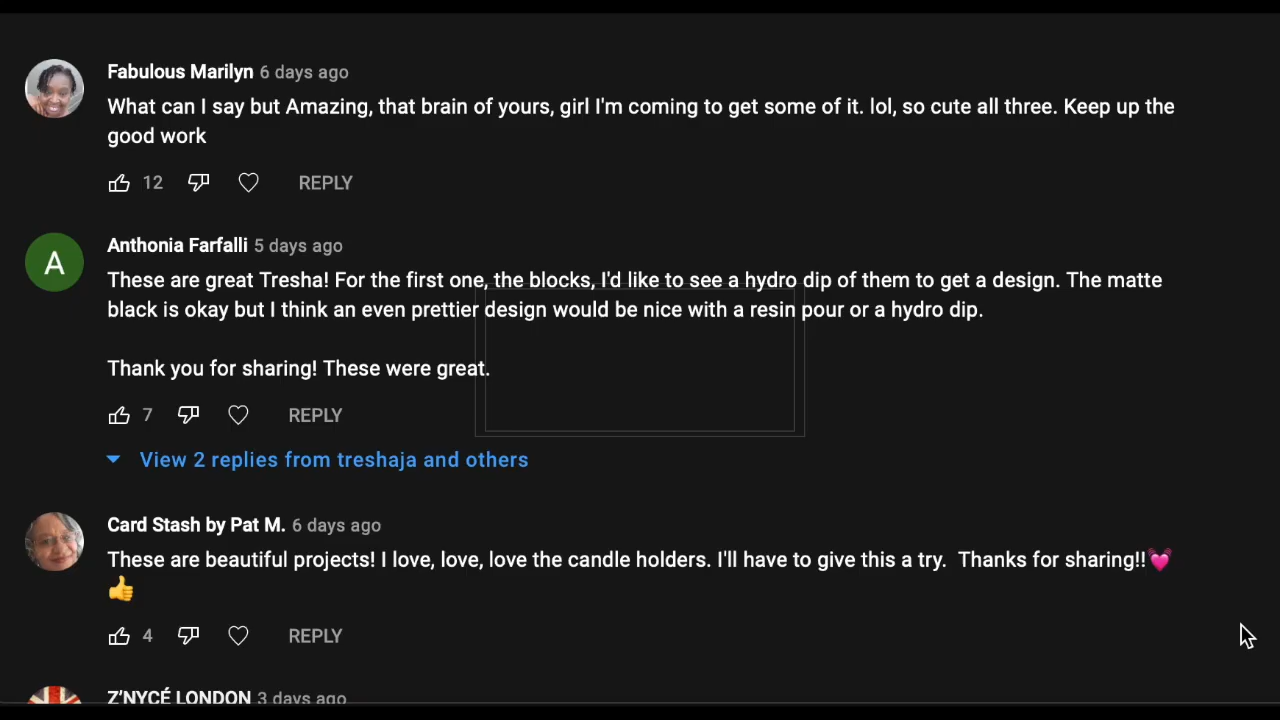 Fabulous Marilyn 6 days ago
What can I say but Amazing, that brain of yours, girl I'm coming to get some of it. lol, so cute all three. Keep up the
good work
12 REPLY
A
Anthonia Farfalli 5 days ago
These are great Tresha! For the first one, the blocks, I'd like to see a hydro dip of them to get a design. The matte
black is okay but I think an even prettier design would be nice with a resin pour or a hydro dip.
Thank you for sharing! These were great.
7 REPLY
View 2 replies from treshaja and others
Card Stash by Pat M. 6 days ago
These are beautiful projects! I love, love, love the candle holders. I'll have to give this a try. Thanks for sharing!!💓
👍
4 REPLY
Z'NYCÉ LONDON 3 days ago